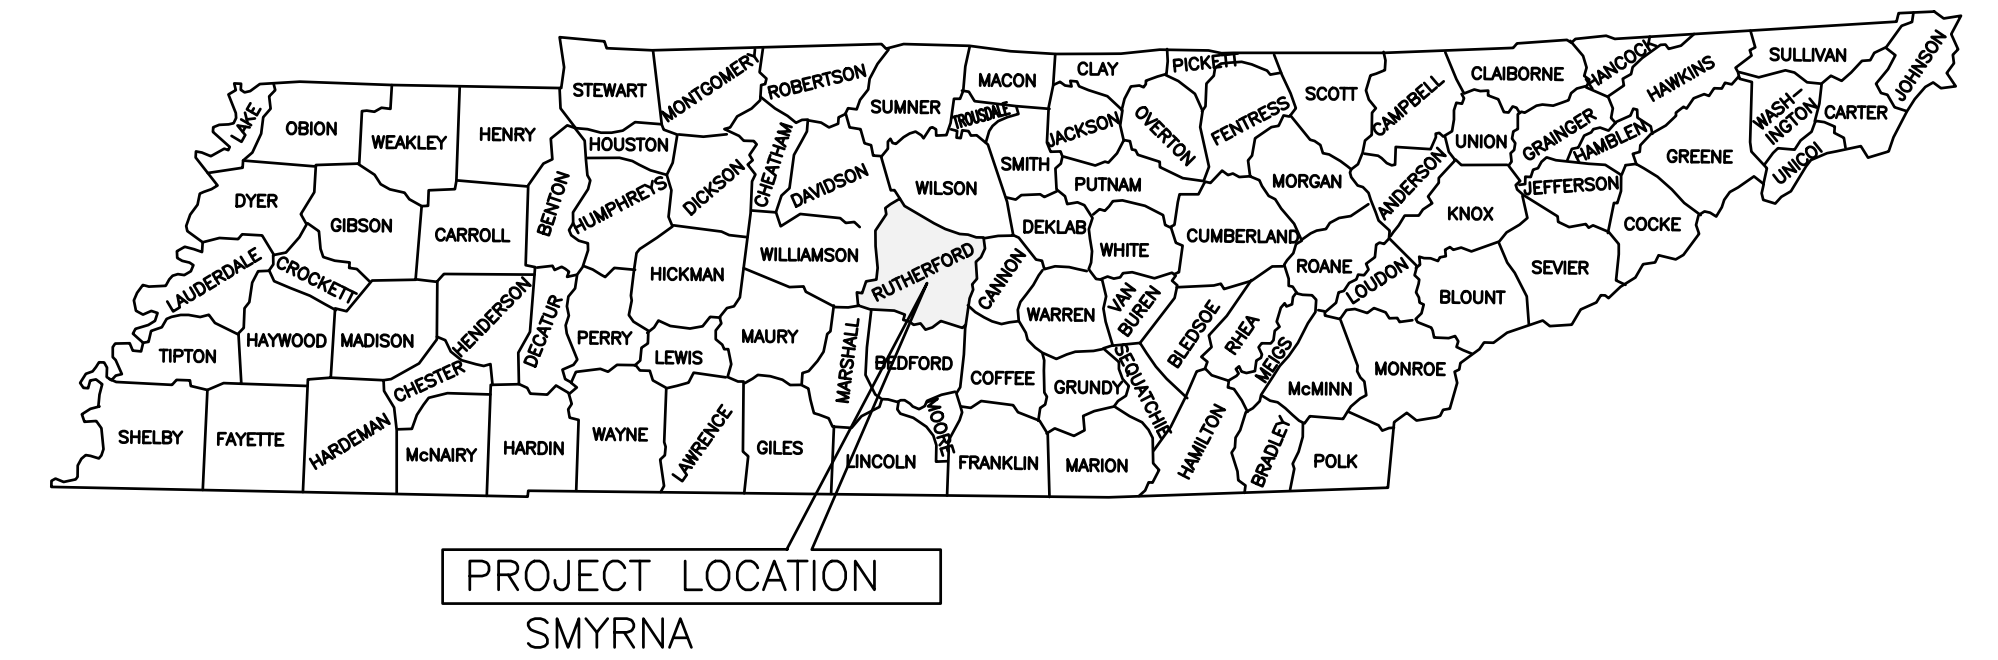 LAKE
OBION
WEAKLEY
HENRY
STEWART
MONTGOMERY
ROBERTSON
SUMNER
MACON
TROUSDALE
CLAY
PICKETT
JACKSON
OVERTON
FENTRESS
SCOTT
CAMPBELL
CLAIBORNE
HANCOCK
HAWKINS
SULLIVAN
JOHNSON
CARTER
WASH-
INGTON
UNICOI
GREENE
HAMBLEN
GRAINGER
UNION
ANDERSON
MORGAN
PUTNAM
SMITH
WILSON
DAVIDSON
CHEATHAM
DICKSON
HOUSTON
HUMPHREYS
BENTON
CARROLL
GIBSON
DYER
LAUDERDALE
CROCKETT
HAYWOOD
MADISON
HENDERSON
DECATUR
PERRY
HICKMAN
WILLIAMSON
RUTHERFORD
CANNON
DEKLAB
WHITE
CUMBERLAND
ROANE
LOUDON
KNOX
JEFFERSON
COCKE
SEVIER
BLOUNT
MONROE
McMINN
MEIGS
RHEA
BLEDSOE
VAN
BUREN
WARREN
COFFEE
GRUNDY
SEQUATCHIE
BEDFORD
MARSHALL
MAURY
LEWIS
CHESTER
TIPTON
SHELBY
FAYETTE
HARDEMAN
McNAIRY
HARDIN
WAYNE
LAWRENCE
GILES
LINCOLN
MOORE
FRANKLIN
MARION
HAMILTON
BRADLEY
POLK
PROJECT LOCATION
SMYRNA